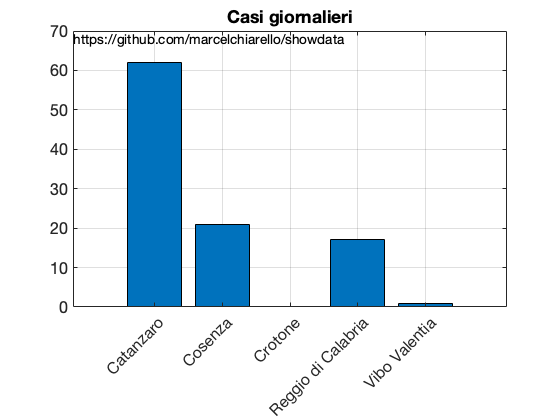 Casi giornalieri
https://github.com/marcelchiarello/showdata
70
60
50
40
30
20
10
0
Catanzaro
Cosenza
Crotone
Reggio di Calabria
Vibo Valentia